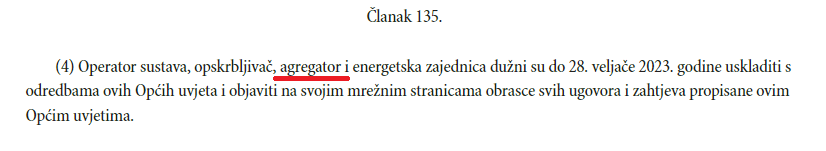 Članak 135.
(4) Operator sustava, opskrbljivač, agregator i energetska zajednica dužni su do 28. veljače 2023. godine uskladiti s
odredbama ovih Općih uvjeta i objaviti na svojim mrežnim stranicama obrasce svih ugovora i zahtjeva propisane ovim
Općim uvjetima.